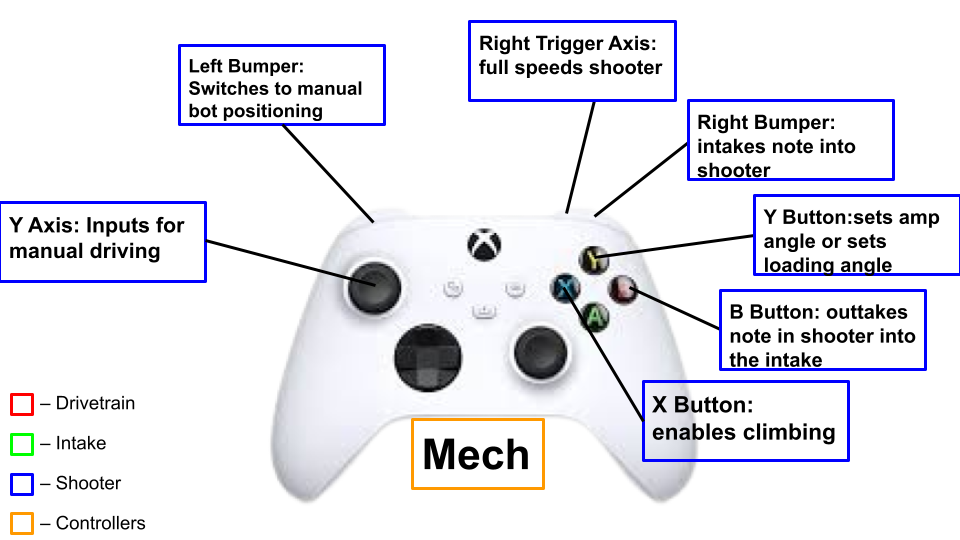 Right Trigger Axis:
full speeds shooter
Left Bumper:
Switches to manual
bot positioning
Right Bumper:
intakes note into
shooter
Y Axis: Inputs for
manual driving
Y Button:sets amp
angle or sets
loading angle
Y
X
B
A
B Button: outtakes
note in shooter into
the intake
X Button:
enables climbing
Mech
– Drivetrain
– Intake
– Shooter
– Controllers